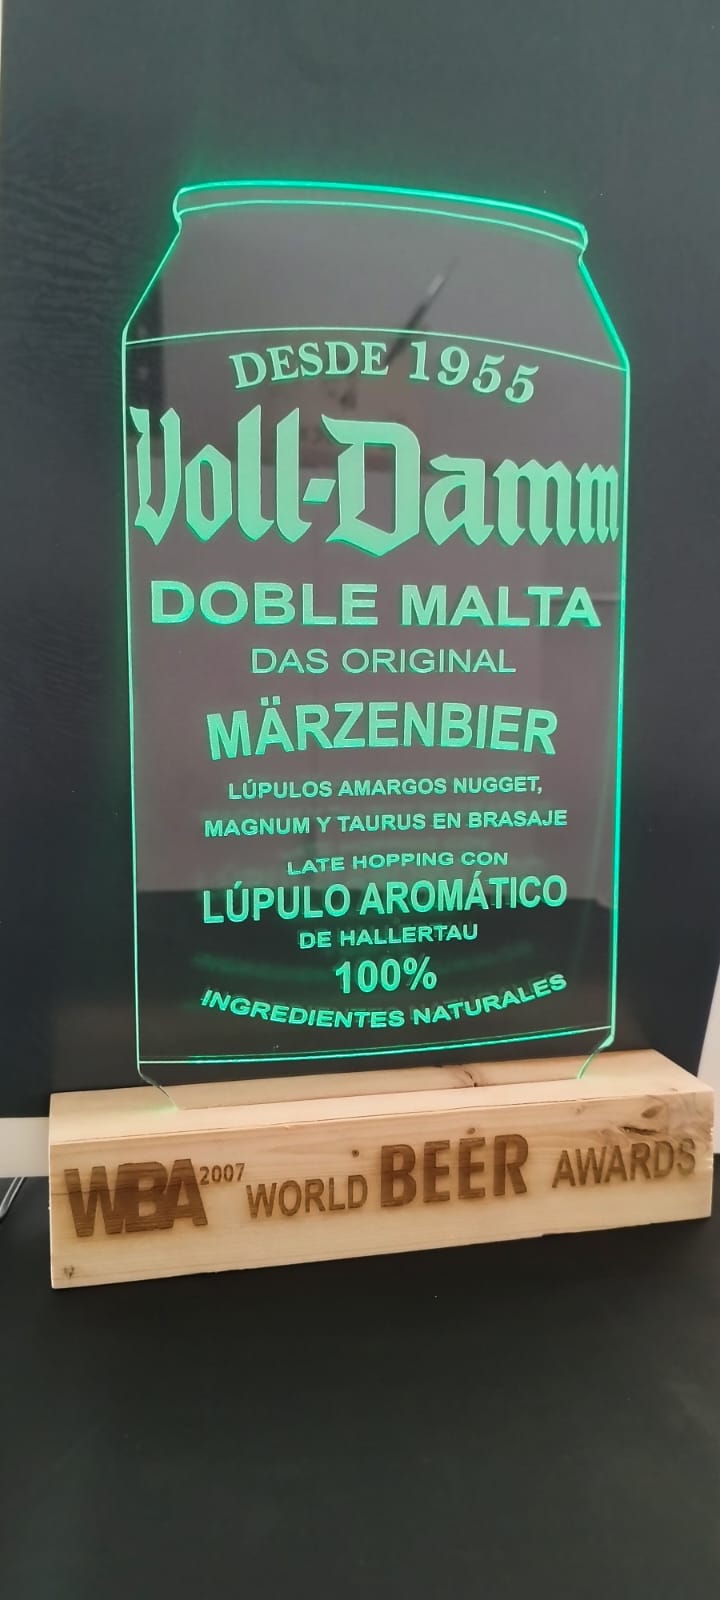 DESDE 1955
Voll-Damm
DOBLE MALTA
DAS ORIGINAL
MÄRZENBIER
LÚPULOS AMARGOS NUGGET,
MAGNUM Y TAURUS EN BRASAJE
LATE HOPPING CON
LÚPULO AROMÁTICO
DE HALLERTAU
100%
INGREDIENTES NATURALES
WBA 2007 WORLD BEER AWARDS